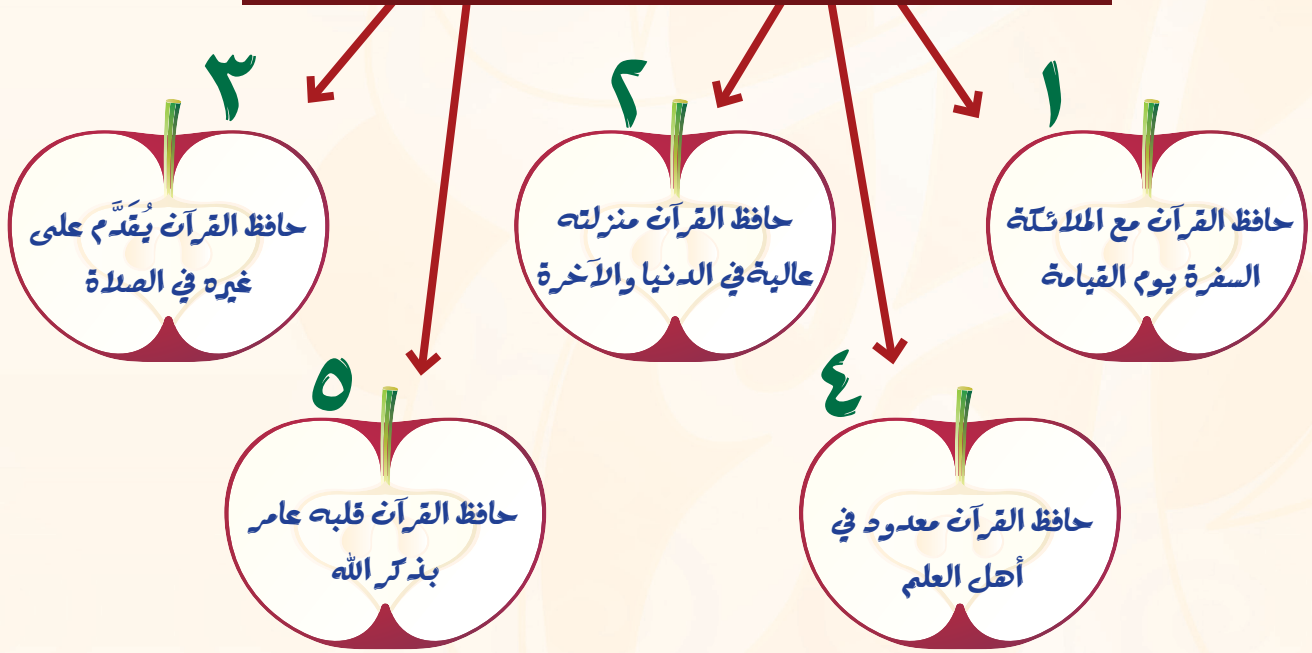 ١
حافظ القرآن مع الملائكة
السفرة يوم القيامة
٢
حافظ القرآن منزلته
عالية في الدنيا والآخرة
٣
حافظ القرآن يُقَدَّم على
غيره في الصلاة
٤
حافظ القرآن معدود في
أهل العلم
٥
حافظ القرآن قلبه عامر
بذكر الله